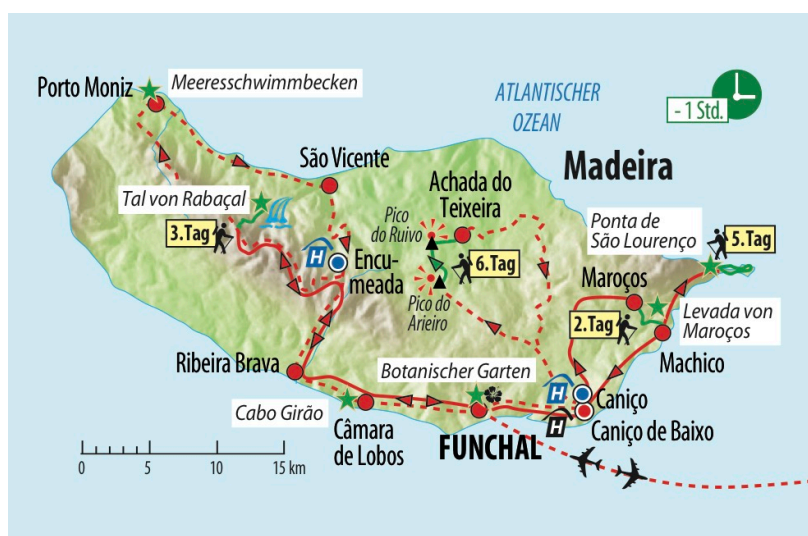 Porto Moniz
Meeresschwimmbecken
ATLANTISCHER
OZEAN
- 1 Std.
São Vicente
Madeira
Achada do
Teixeira
Tal von Rabaçal
Pico
do Ruivo
Ponta de
São Lourenço
3.Tag
5.Tag
H
Encu-
meada
6.Tag
Maroços
Pico do
Arieiro
Levada von
Maroços
2.Tag
Ribeira Brava
Botanischer Garten
Machico
H
Caniço
Cabo Girão
Câmara
de Lobos
FUNCHAL
H
Caniço de Baixo
0 5 10 15 km